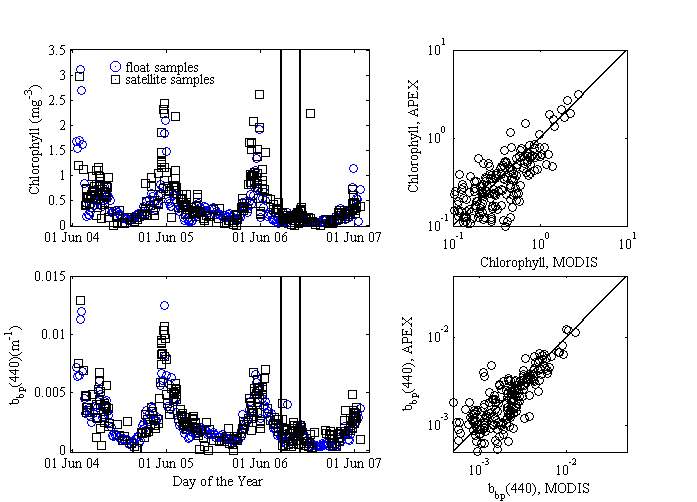 3.5
3
2.5
2
1.5
1
0.5
0
Chlorophyll (mg⁻³)
float samples
satellite samples
01 Jun 04 01 Jun 05 01 Jun 06 01 Jun 07
10¹
10⁰
10⁻¹
Chlorophyll, APEX
10⁻¹ 10⁰ 10¹
Chlorophyll, MODIS
0.015
0.01
0.005
0
b_bp(440)(m⁻¹)
01 Jun 04 01 Jun 05 01 Jun 06 01 Jun 07
Day of the Year
10⁻²
10⁻³
b_bp(440), APEX
10⁻³ 10⁻²
b_bp(440), MODIS